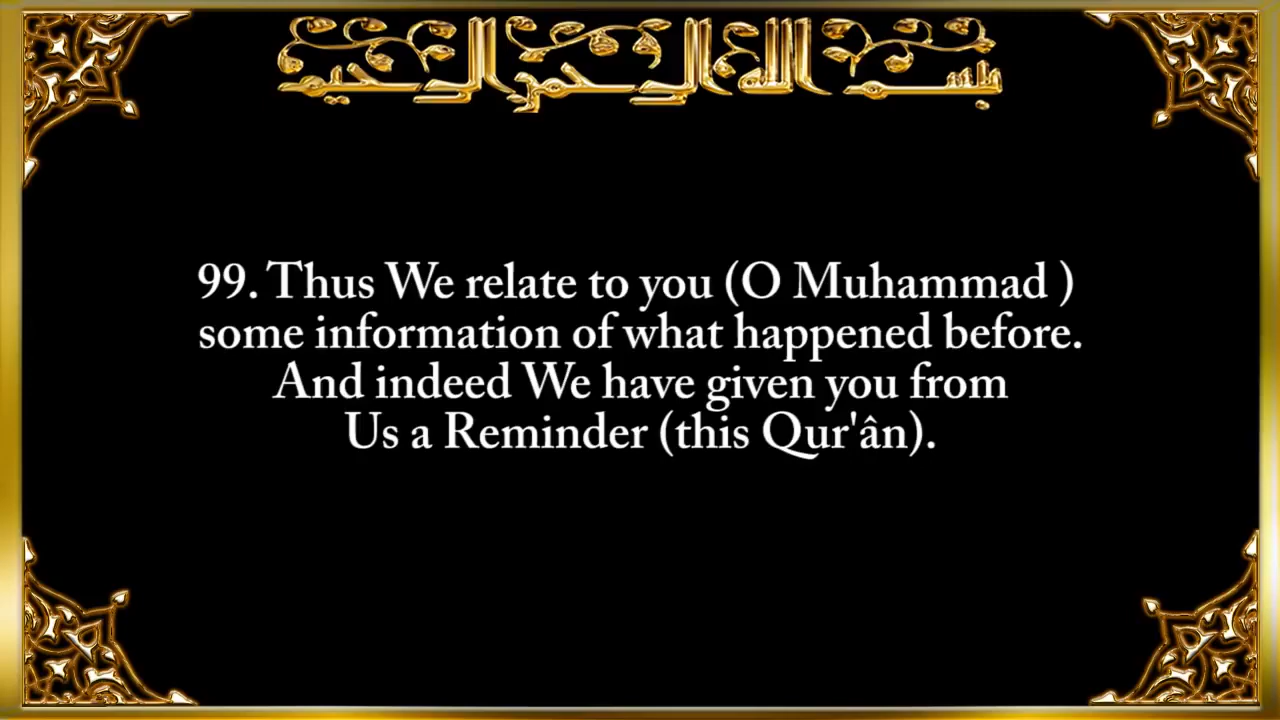 بسم الله الرحمن الرحيم
99. Thus We relate to you (O Muhammad )
some information of what happened before.
And indeed We have given you from
Us a Reminder (this Qur'ân).